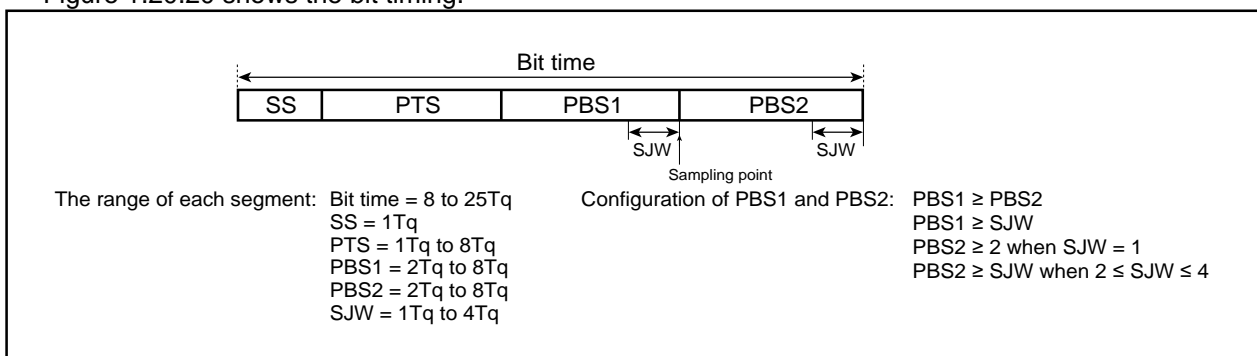 Figure 1.20.20 shows the bit timing.
Bit time
SS PTS PBS1 PBS2
SJW SJW
Sampling point
The range of each segment: Bit time = 8 to 25Tq
SS = 1Tq
PTS = 1Tq to 8Tq
PBS1 = 2Tq to 8Tq
PBS2 = 2Tq to 8Tq
SJW = 1Tq to 4Tq
Configuration of PBS1 and PBS2: PBS1 ≥ PBS2
PBS1 ≥ SJW
PBS2 ≥ 2 when SJW = 1
PBS2 ≥ SJW when 2 ≤ SJW ≤ 4